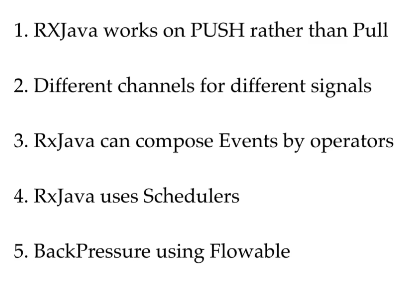 1. RXJava works on PUSH rather than Pull
2. Different channels for different signals
3. RxJava can compose Events by operators
4. RxJava uses Schedulers
5. BackPressure using Flowable